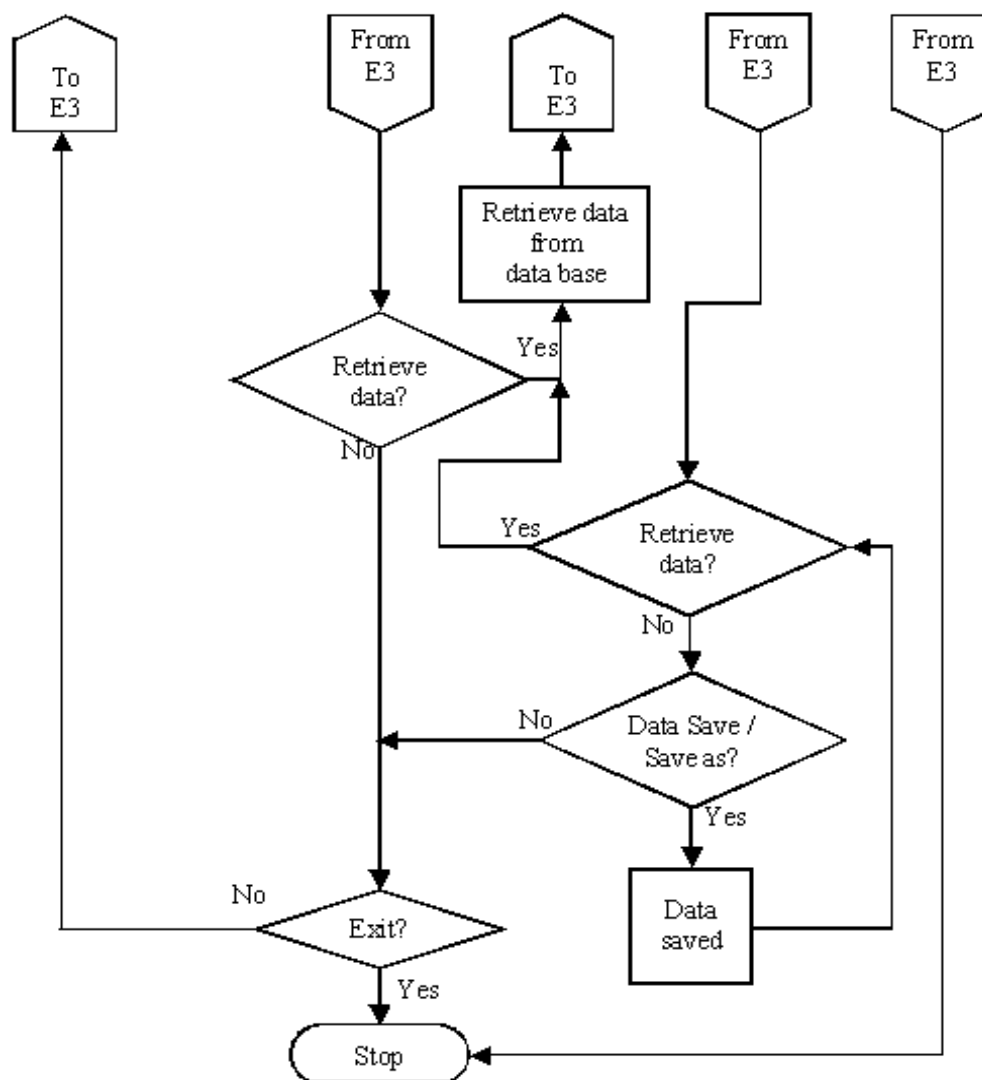 To
E3
From
E3
To
E3
From
E3
From
E3
Retrieve data
from
data base
Yes
Retrieve
data?
No
Yes
Retrieve
data?
No
No
Data Save /
Save as?
Yes
No
Exit?
Data
saved
Yes
Stop